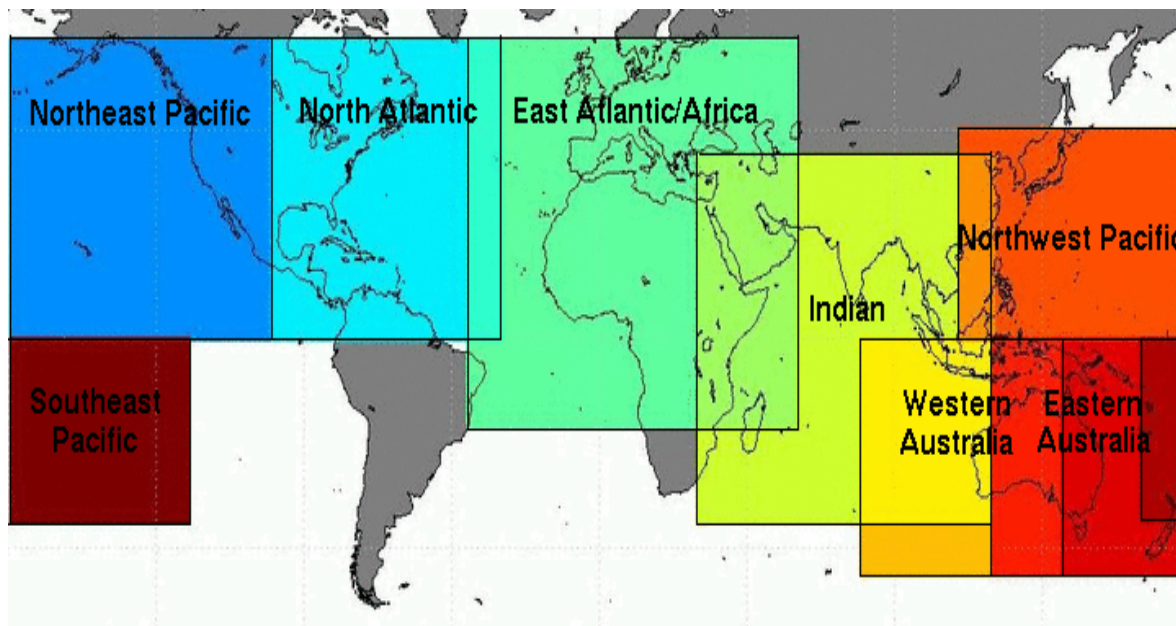 Northeast Pacific
North Atlantic
East Atlantic/Africa
Northwest Pacific
Indian
Southeast
Pacific
Western
Australia
Eastern
Australia